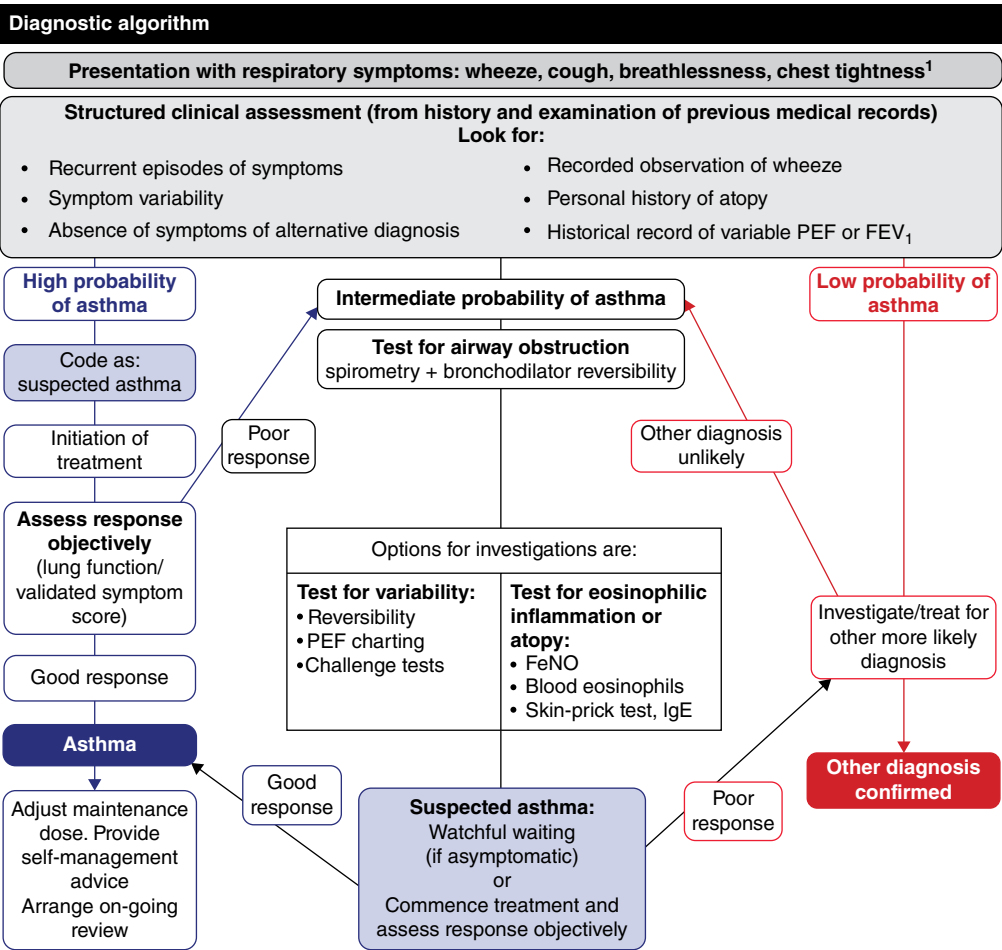 Diagnostic algorithm
Presentation with respiratory symptoms: wheeze, cough, breathlessness, chest tightness¹
Structured clinical assessment (from history and examination of previous medical records)
Look for:
• Recurrent episodes of symptoms
• Symptom variability
• Absence of symptoms of alternative diagnosis
• Recorded observation of wheeze
• Personal history of atopy
• Historical record of variable PEF or FEV₁
High probability
of asthma
Code as:
suspected asthma
Initiation of
treatment
Assess response
objectively
(lung function/
validated symptom
score)
Good response
Asthma
Adjust maintenance
dose. Provide
self-management
advice
Arrange on-going
review
Poor
response
Intermediate probability of asthma
Test for airway obstruction
spirometry + bronchodilator reversibility
Options for investigations are:
Test for variability:
• Reversibility
• PEF charting
• Challenge tests
Test for eosinophilic
inflammation or
atopy:
• FeNO
• Blood eosinophils
• Skin-prick test, IgE
Good
response
Suspected asthma:
Watchful waiting
(if asymptomatic)
or
Commence treatment and
assess response objectively
Poor
response
Low probability of
asthma
Other diagnosis
unlikely
Investigate/treat for
other more likely
diagnosis
Other diagnosis
confirmed